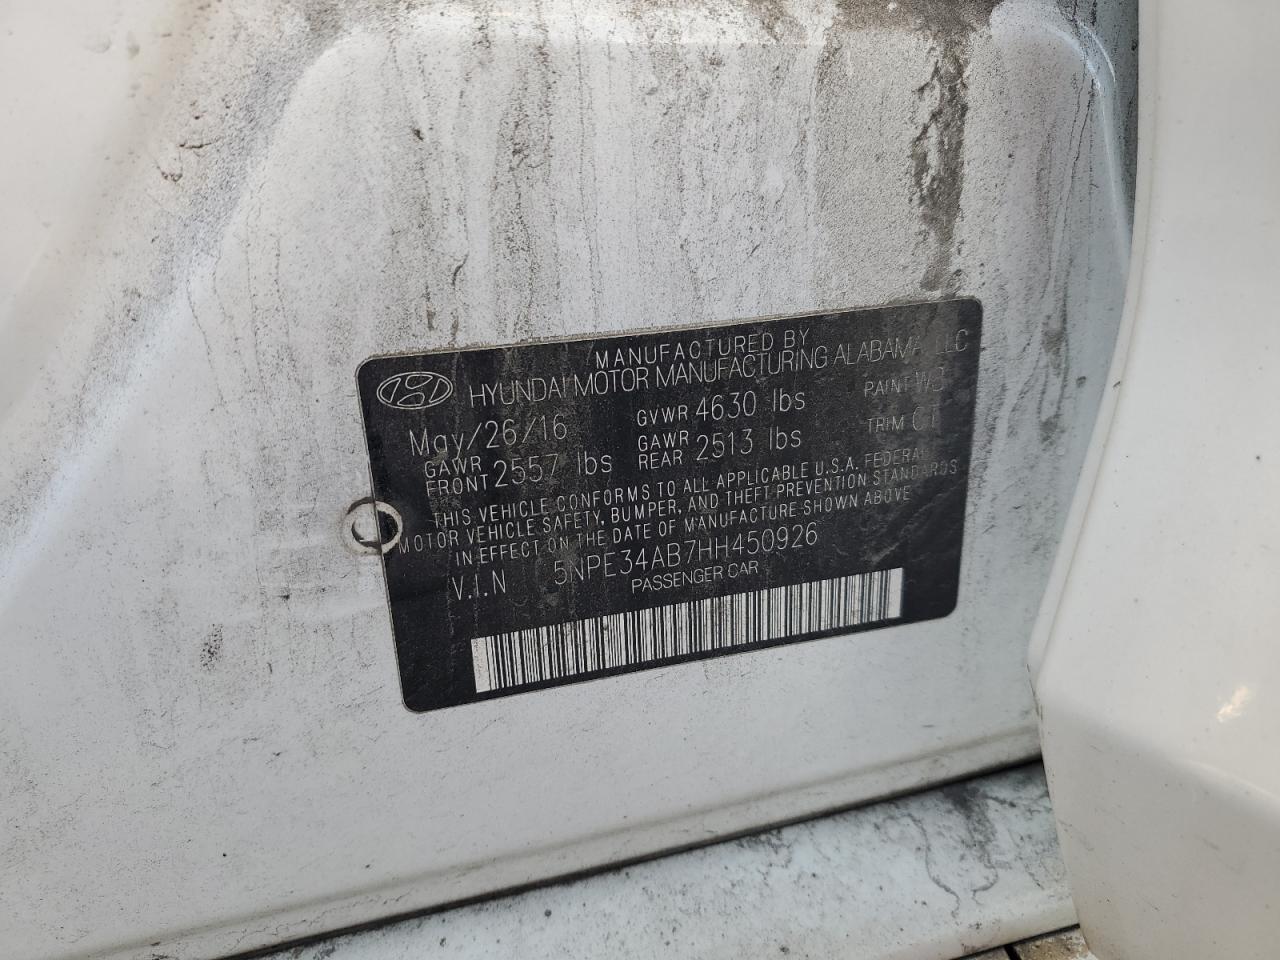 MANUFACTURED BY
HYUNDAI MOTOR MANUFACTURING ALABAMA, LLC
May/26/16 GVWR 4630 lbs PAINT
GAWR FRONT 2557 lbs GAWR REAR 2513 lbs TRIM
THIS VEHICLE CONFORMS TO ALL APPLICABLE U.S.A. FEDERAL
MOTOR VEHICLE SAFETY, BUMPER, AND THEFT PREVENTION STANDARDS
IN EFFECT ON THE DATE OF MANUFACTURE SHOWN ABOVE
V.I.N 5NPE34AB7HH450926
PASSENGER CAR